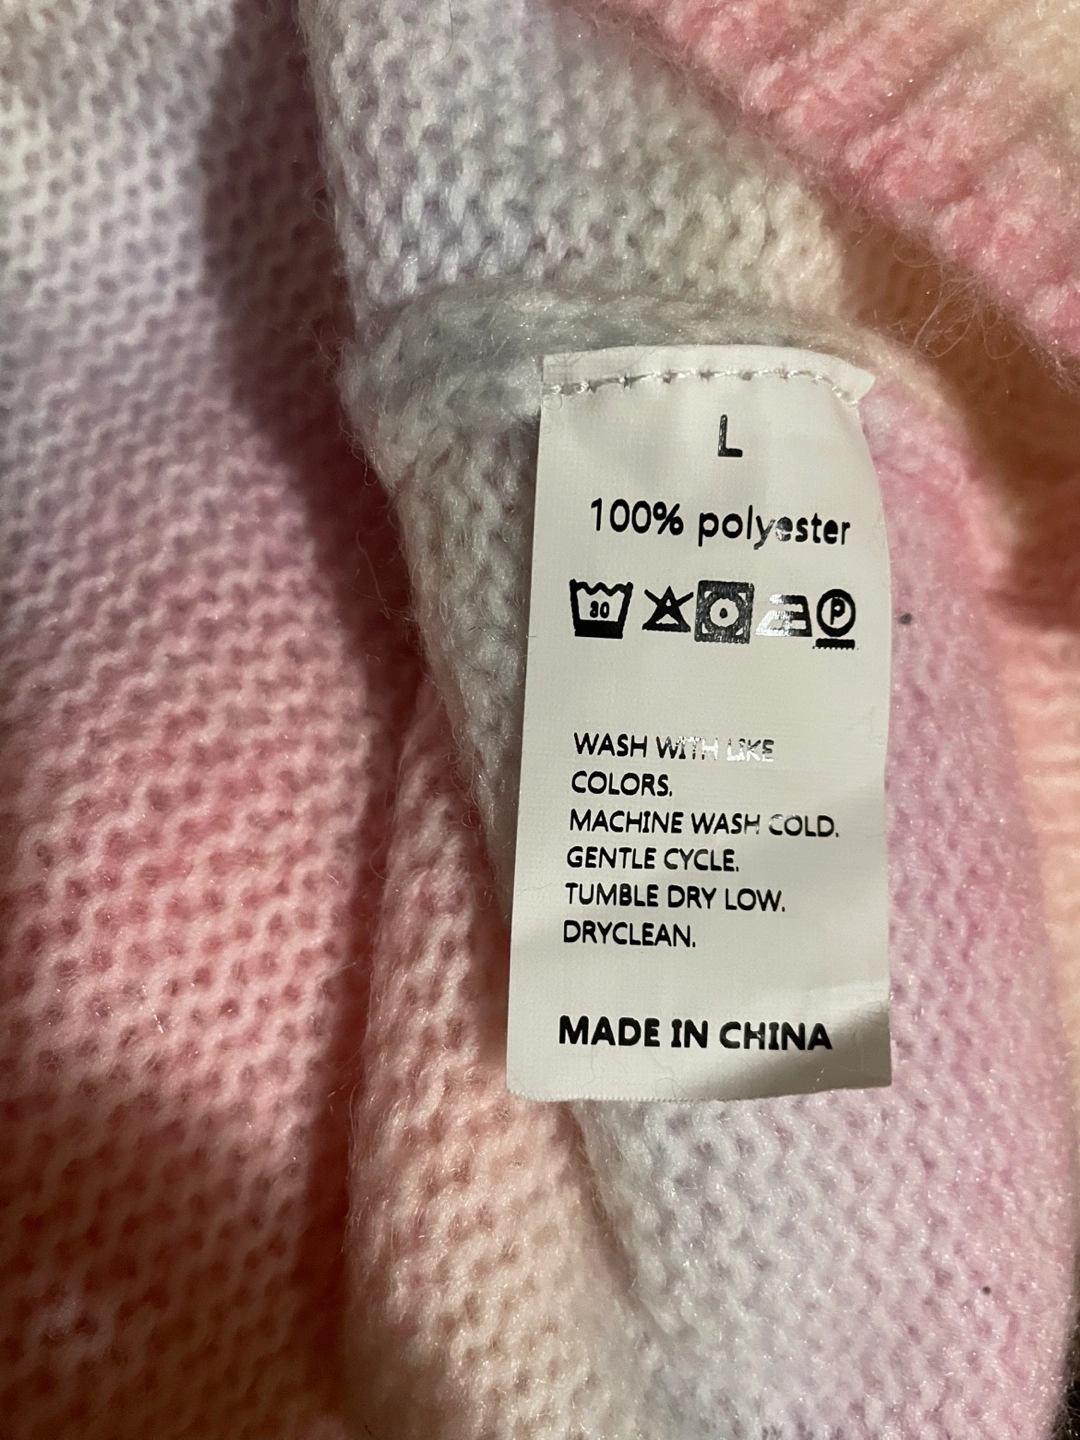 L
100% polyester
30 P
WASH WITH LIKE
COLORS.
MACHINE WASH COLD.
GENTLE CYCLE.
TUMBLE DRY LOW.
DRYCLEAN.
MADE IN CHINA